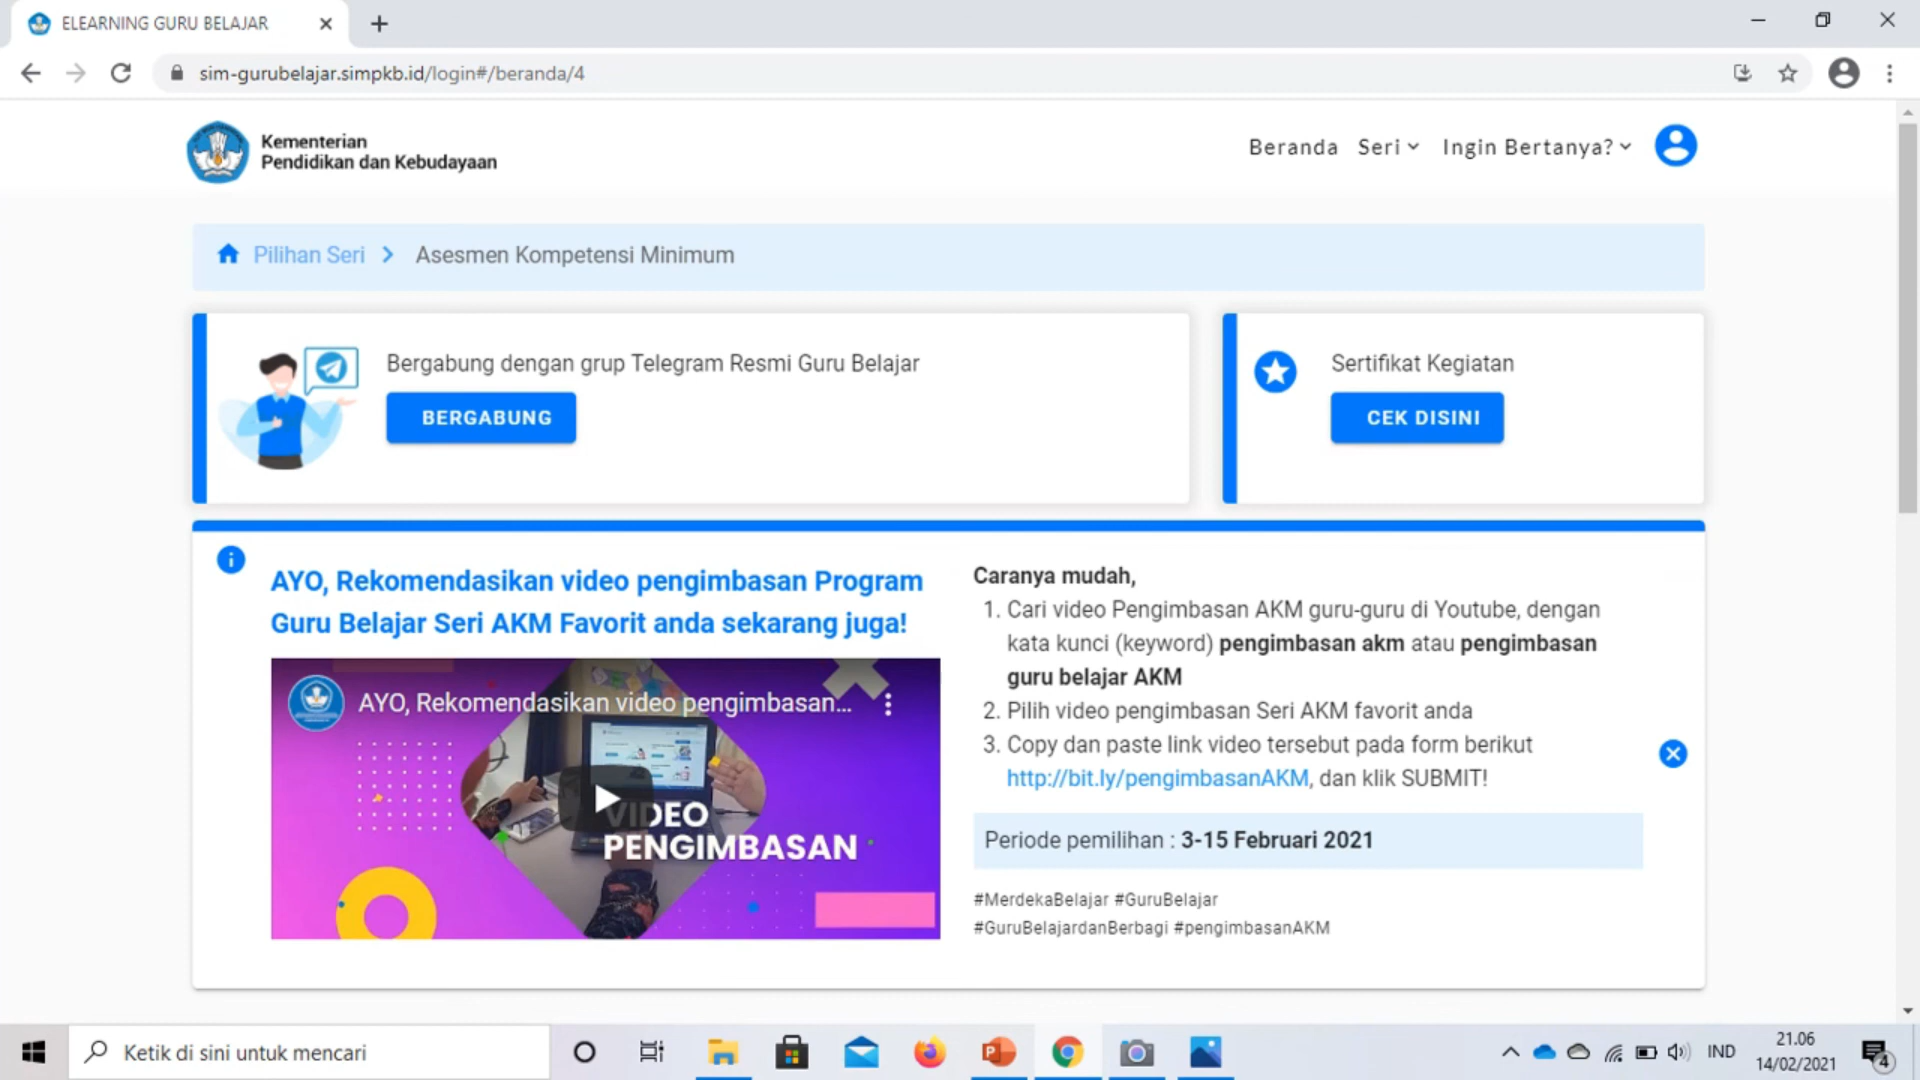 ELEARNING GURU BELAJAR
sim-gurubelajar.simpkb.id/login#/beranda/4
Kementerian
Pendidikan dan Kebudayaan
Beranda Seri Ingin Bertanya?
Pilihan Seri Asesmen Kompetensi Minimum
Bergabung dengan grup Telegram Resmi Guru Belajar
BERGABUNG
Sertifikat Kegiatan
CEK DISINI
AYO, Rekomendasikan video pengimbasan Program
Guru Belajar Seri AKM Favorit anda sekarang juga!
AYO, Rekomendasikan video pengimbasan...
VIDEO
PENGIMBASAN
Caranya mudah,
1. Cari video Pengimbasan AKM guru-guru di Youtube, dengan
kata kunci (keyword) pengimbasan akm atau pengimbasan
guru belajar AKM
2. Pilih video pengimbasan Seri AKM favorit anda
3. Copy dan paste link video tersebut pada form berikut
http://bit.ly/pengimbasanAKM, dan klik SUBMIT!
Periode pemilihan : 3-15 Februari 2021
#MerdekaBelajar #GuruBelajar
#GuruBelajardanBerbagi #pengimbasanAKM
Ketik di sini untuk mencari
IND
21.06
14/02/2021
4